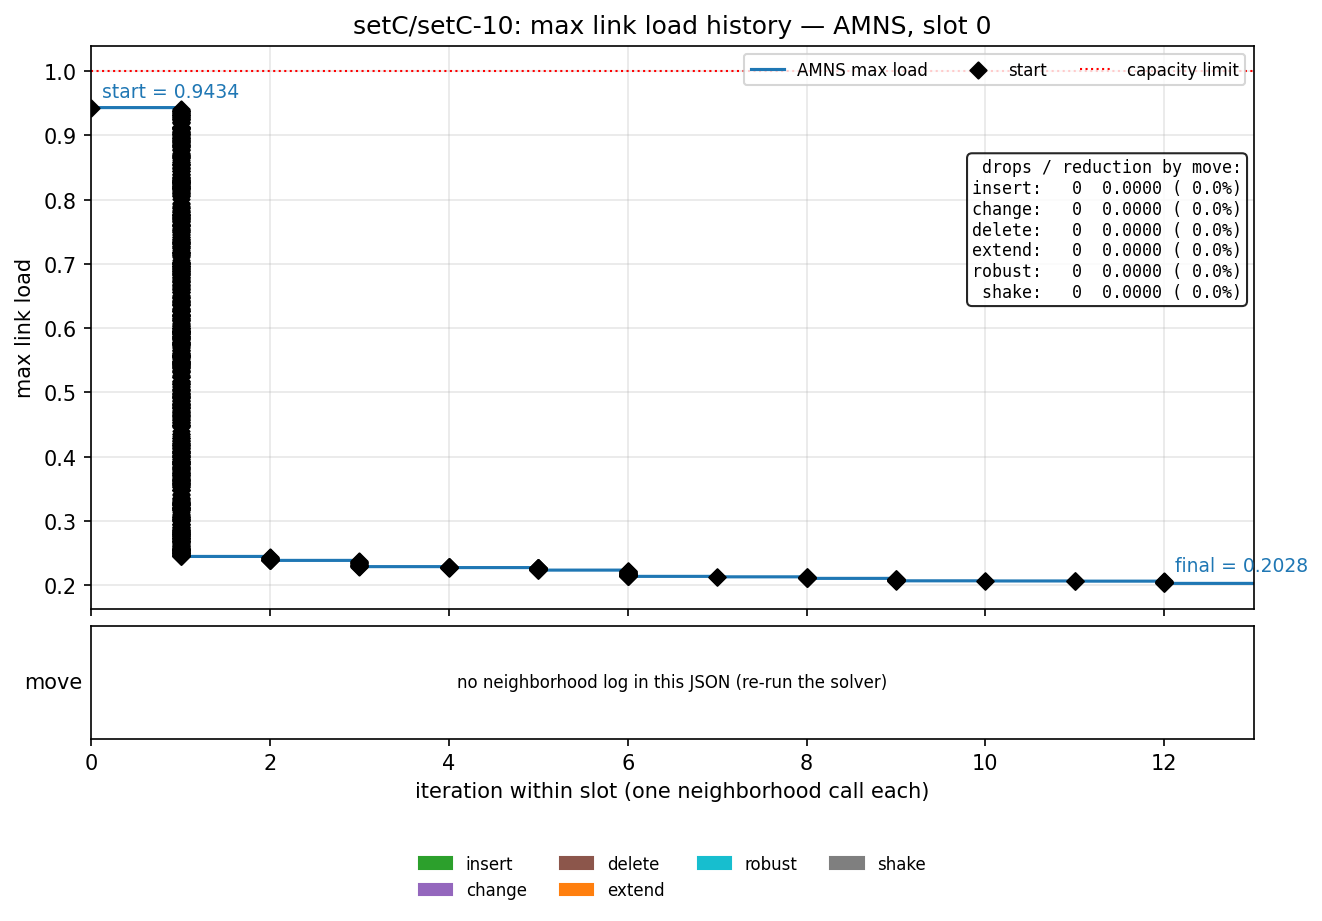 setC/setC-10: max link load history — AMNS, slot 0
AMNS max load
start
capacity limit
1.0
0.9
0.8
0.7
0.6
0.5
0.4
0.3
0.2
max link load
start = 0.9434
drops / reduction by move:
insert: 0 0.0000 ( 0.0%)
change: 0 0.0000 ( 0.0%)
delete: 0 0.0000 ( 0.0%)
extend: 0 0.0000 ( 0.0%)
robust: 0 0.0000 ( 0.0%)
shake: 0 0.0000 ( 0.0%)
final = 0.2028
move
no neighborhood log in this JSON (re-run the solver)
0 2 4 6 8 10 12
iteration within slot (one neighborhood call each)
insert delete robust shake
change extend